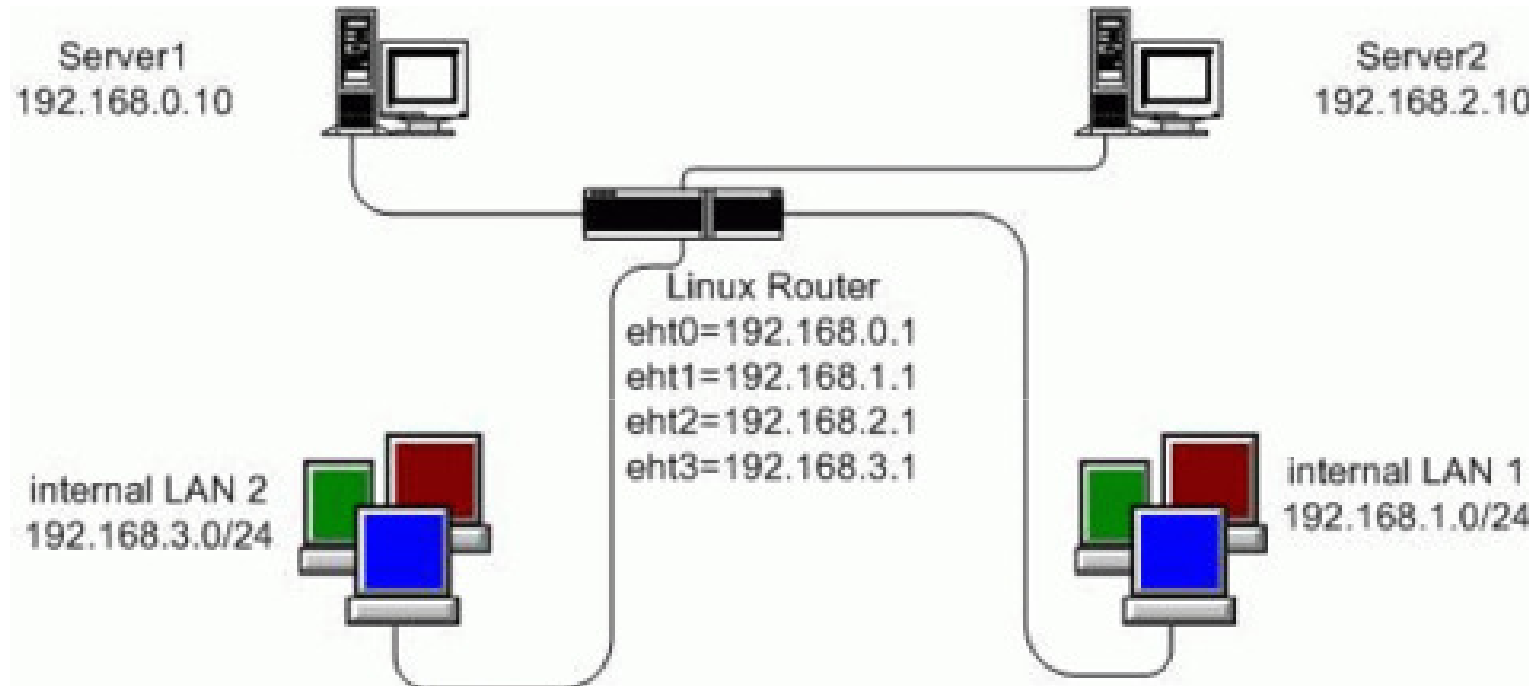 Server1
192.168.0.10
Server2
192.168.2.10
Linux Router
eht0=192.168.0.1
eht1=192.168.1.1
eht2=192.168.2.1
eht3=192.168.3.1
internal LAN 2
192.168.3.0/24
internal LAN 1
192.168.1.0/24